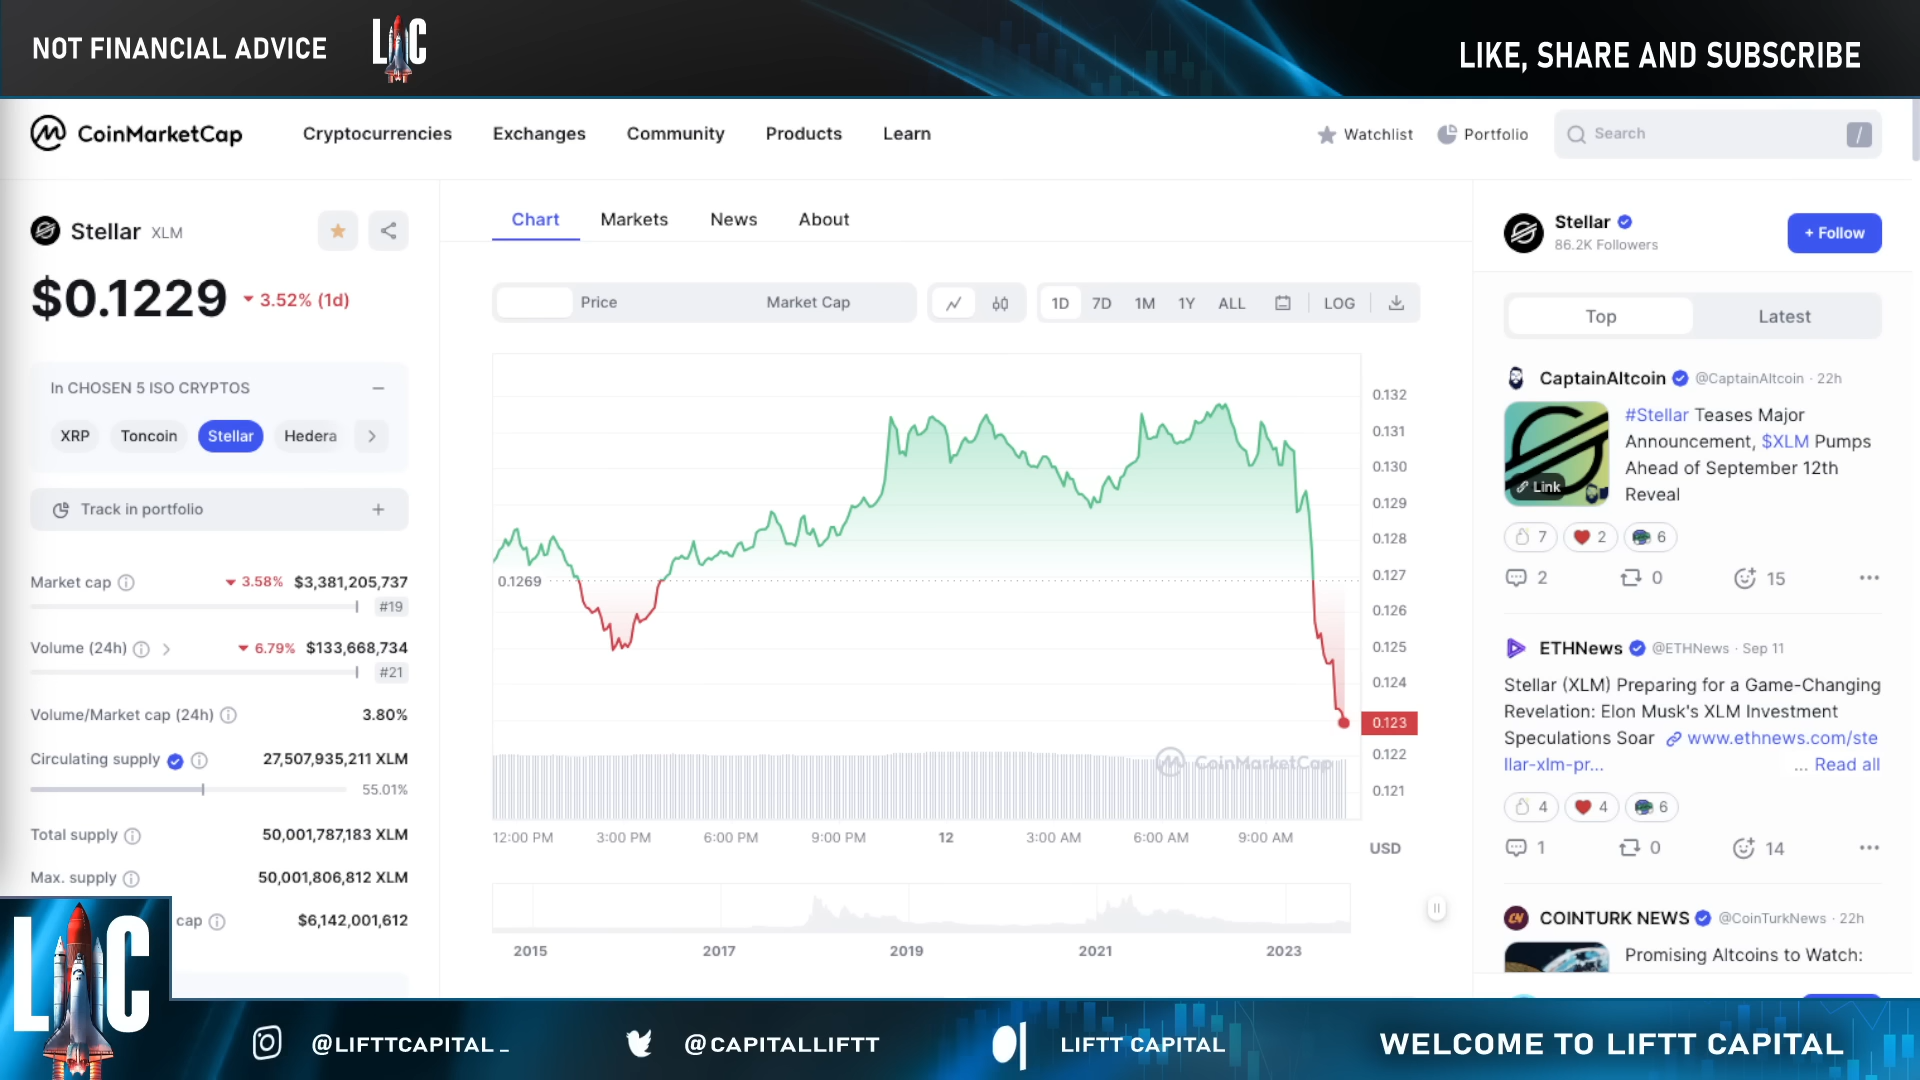 NOT FINANCIAL ADVICE
LC
LIKE, SHARE AND SUBSCRIBE
CoinMarketCap
Cryptocurrencies Exchanges Community Products Learn
Watchlist Portfolio Search /
Stellar XLM
$0.1229 3.52% (1d)
In CHOSEN 5 ISO CRYPTOS
XRP Toncoin Stellar Hedera
Track in portfolio +
Market cap 3.58% $3,381,205,737
#19
Volume (24h) 6.79% $133,668,734
#21
Volume/Market cap (24h) 3.80%
Circulating supply 27,507,935,211 XLM
55.01%
Total supply 50,001,787,183 XLM
Max. supply 50,001,806,812 XLM
cap $6,142,001,612
Chart Markets News About
Price Market Cap
1D 7D 1M 1Y ALL LOG
0.132
0.131
0.130
0.129
0.128
0.127
0.126
0.125
0.124
0.123
0.122
0.121
0.1269
CoinMarketCap
12:00 PM 3:00 PM 6:00 PM 9:00 PM 12 3:00 AM 6:00 AM 9:00 AM
USD
2015 2017 2019 2021 2023
Stellar
86.2K Followers
+ Follow
Top Latest
CaptainAltcoin @CaptainAltcoin · 22h
#Stellar Teases Major
Announcement, $XLM Pumps
Ahead of September 12th
Reveal
Link
7 2 6
2 0 15
ETHNews @ETHNews · Sep 11
Stellar (XLM) Preparing for a Game-Changing
Revelation: Elon Musk's XLM Investment
Speculations Soar www.ethnews.com/ste
llar-xlm-pr... ... Read all
4 4 6
1 0 14
COINTURK NEWS @CoinTurkNews · 22h
Promising Altcoins to Watch:
LC
@LIFTTCAPITAL_
@CAPITALLIFTT
LIFTT CAPITAL
WELCOME TO LIFTT CAPITAL